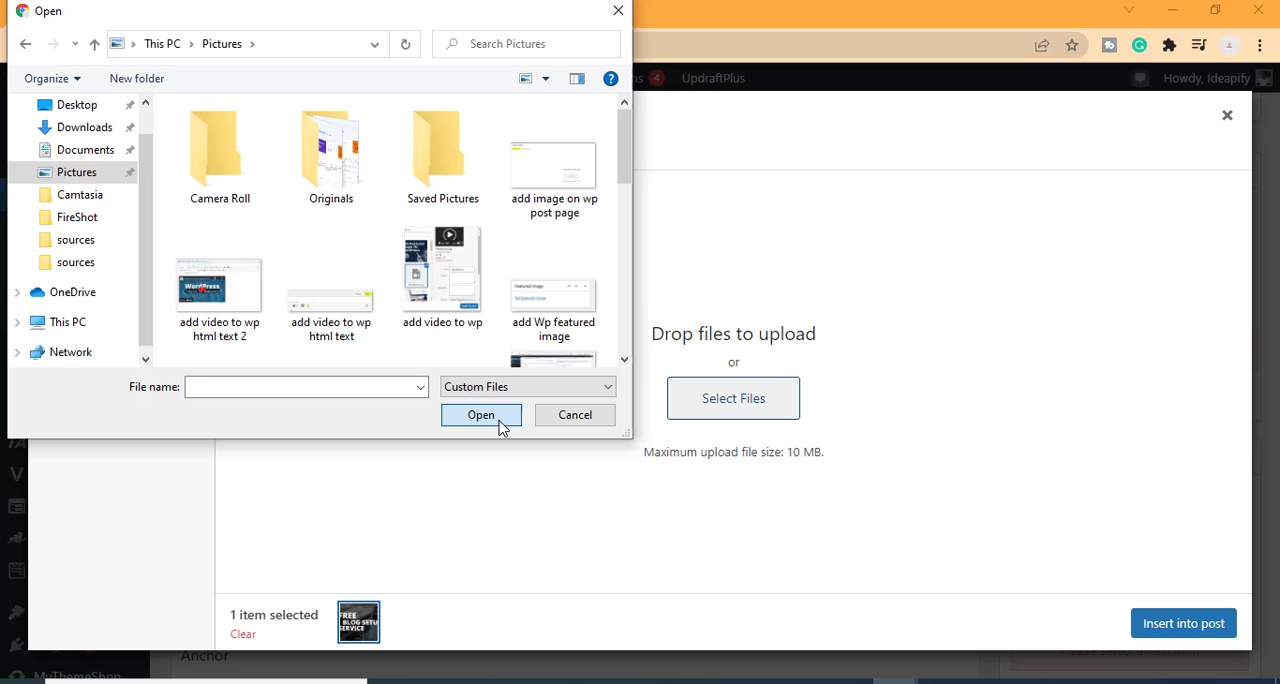 Open
This PC
Pictures
Search Pictures
Organize
New folder
4
UpdraftPlus
Howdy, Ideapify
Desktop
Downloads
Documents
Pictures
Camtasia
FireShot
sources
sources
OneDrive
This PC
Network
Camera Roll
Originals
Saved Pictures
add image on wp
post page
add video to wp
html text 2
add video to wp
html text
add video to wp
add Wp featured
image
File name:
Custom Files
Open
Cancel
Drop files to upload
or
Select Files
Maximum upload file size: 10 MB.
1 item selected
Clear
FREE
BLOG SETU
SERVICE
Insert into post
Anchor
MyThemeShop